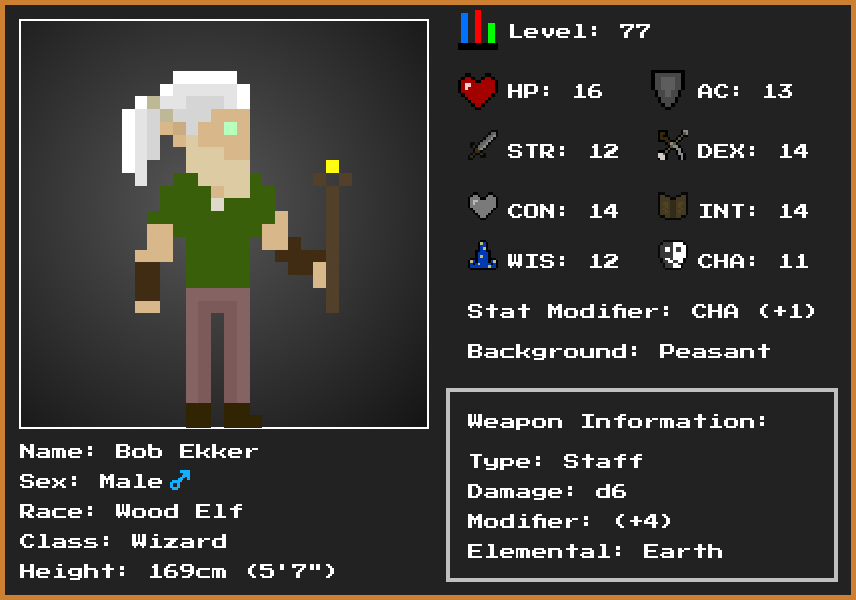 Level: 77
HP: 16 AC: 13
STR: 12 DEX: 14
CON: 14 INT: 14
WIS: 12 CHA: 11
Stat Modifier: CHA (+1)
Background: Peasant
Weapon Information:
Type: Staff
Damage: d6
Modifier: (+4)
Elemental: Earth
Name: Bob Ekker
Sex: Male ♂
Race: Wood Elf
Class: Wizard
Height: 169cm (5'7")